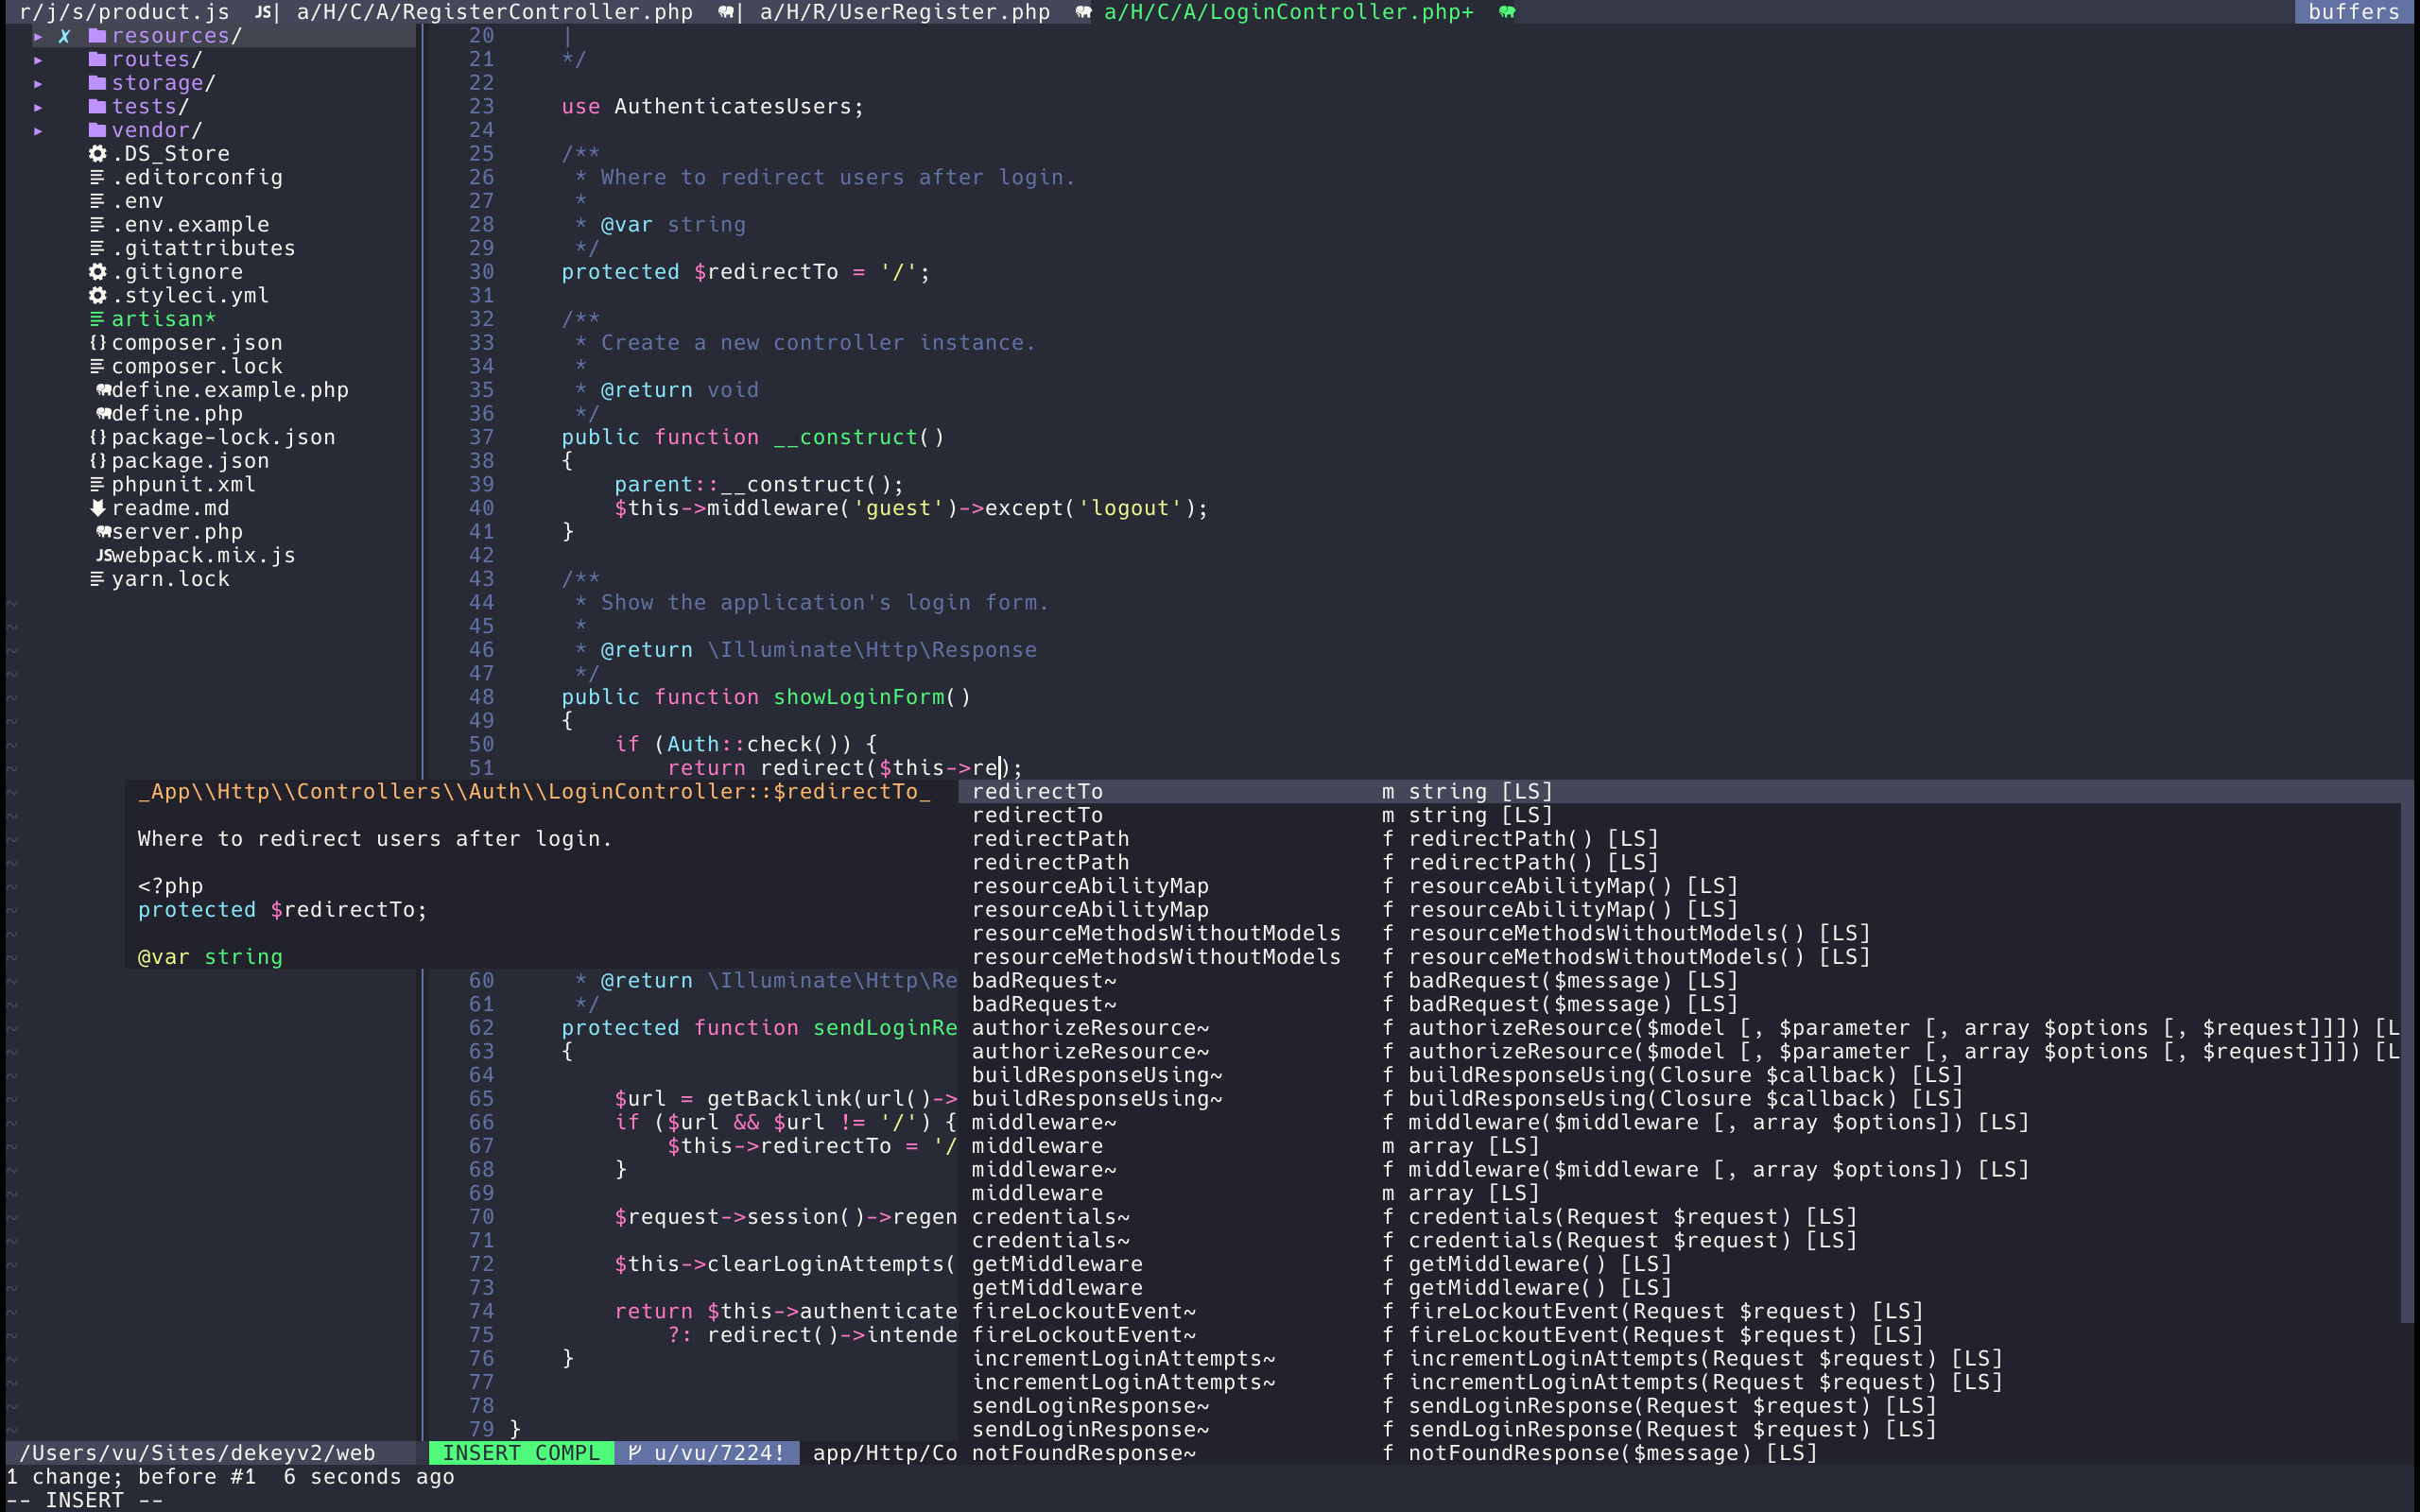 r/j/s/product.js JS| a/H/C/A/RegisterController.php | a/H/R/UserRegister.php a/H/C/A/LoginController.php+ buffers
▸ ✗ resources/
▸ routes/
▸ storage/
▸ tests/
▸ vendor/
.DS_Store
.editorconfig
.env
.env.example
.gitattributes
.gitignore
.styleci.yml
artisan*
{} composer.json
composer.lock
define.example.php
define.php
{} package-lock.json
{} package.json
phpunit.xml
readme.md
server.php
JS webpack.mix.js
yarn.lock
20 |
21 */
22
23 use AuthenticatesUsers;
24
25 /**
26 * Where to redirect users after login.
27 *
28 * @var string
29 */
30 protected $redirectTo = '/';
31
32 /**
33 * Create a new controller instance.
34 *
35 * @return void
36 */
37 public function __construct()
38 {
39 parent::__construct();
40 $this->middleware('guest')->except('logout');
41 }
42
43 /**
44 * Show the application's login form.
45 *
46 * @return \Illuminate\Http\Response
47 */
48 public function showLoginForm()
49 {
50 if (Auth::check()) {
51 return redirect($this->re);
_App\\Http\\Controllers\\Auth\\LoginController::$redirectTo_
Where to redirect users after login.
<?php
protected $redirectTo;
@var string
60 * @return \Illuminate\Http\Re
61 */
62 protected function sendLoginRe
63 {
64
65 $url = getBacklink(url()->
66 if ($url && $url != '/') {
67 $this->redirectTo = '/
68 }
69
70 $request->session()->regen
71
72 $this->clearLoginAttempts(
73
74 return $this->authenticate
75 ?: redirect()->intende
76 }
77
78
79 }
redirectTo m string [LS]
redirectTo m string [LS]
redirectPath f redirectPath() [LS]
redirectPath f redirectPath() [LS]
resourceAbilityMap f resourceAbilityMap() [LS]
resourceAbilityMap f resourceAbilityMap() [LS]
resourceMethodsWithoutModels f resourceMethodsWithoutModels() [LS]
resourceMethodsWithoutModels f resourceMethodsWithoutModels() [LS]
badRequest~ f badRequest($message) [LS]
badRequest~ f badRequest($message) [LS]
authorizeResource~ f authorizeResource($model [, $parameter [, array $options [, $request]]]) [L
authorizeResource~ f authorizeResource($model [, $parameter [, array $options [, $request]]]) [L
buildResponseUsing~ f buildResponseUsing(Closure $callback) [LS]
buildResponseUsing~ f buildResponseUsing(Closure $callback) [LS]
middleware~ f middleware($middleware [, array $options]) [LS]
middleware m array [LS]
middleware~ f middleware($middleware [, array $options]) [LS]
middleware m array [LS]
credentials~ f credentials(Request $request) [LS]
credentials~ f credentials(Request $request) [LS]
getMiddleware f getMiddleware() [LS]
getMiddleware f getMiddleware() [LS]
fireLockoutEvent~ f fireLockoutEvent(Request $request) [LS]
fireLockoutEvent~ f fireLockoutEvent(Request $request) [LS]
incrementLoginAttempts~ f incrementLoginAttempts(Request $request) [LS]
incrementLoginAttempts~ f incrementLoginAttempts(Request $request) [LS]
sendLoginResponse~ f sendLoginResponse(Request $request) [LS]
sendLoginResponse~ f sendLoginResponse(Request $request) [LS]
notFoundResponse~ f notFoundResponse($message) [LS]
/Users/vu/Sites/dekeyv2/web INSERT COMPL u/vu/7224! app/Http/Co
1 change; before #1 6 seconds ago
-- INSERT --